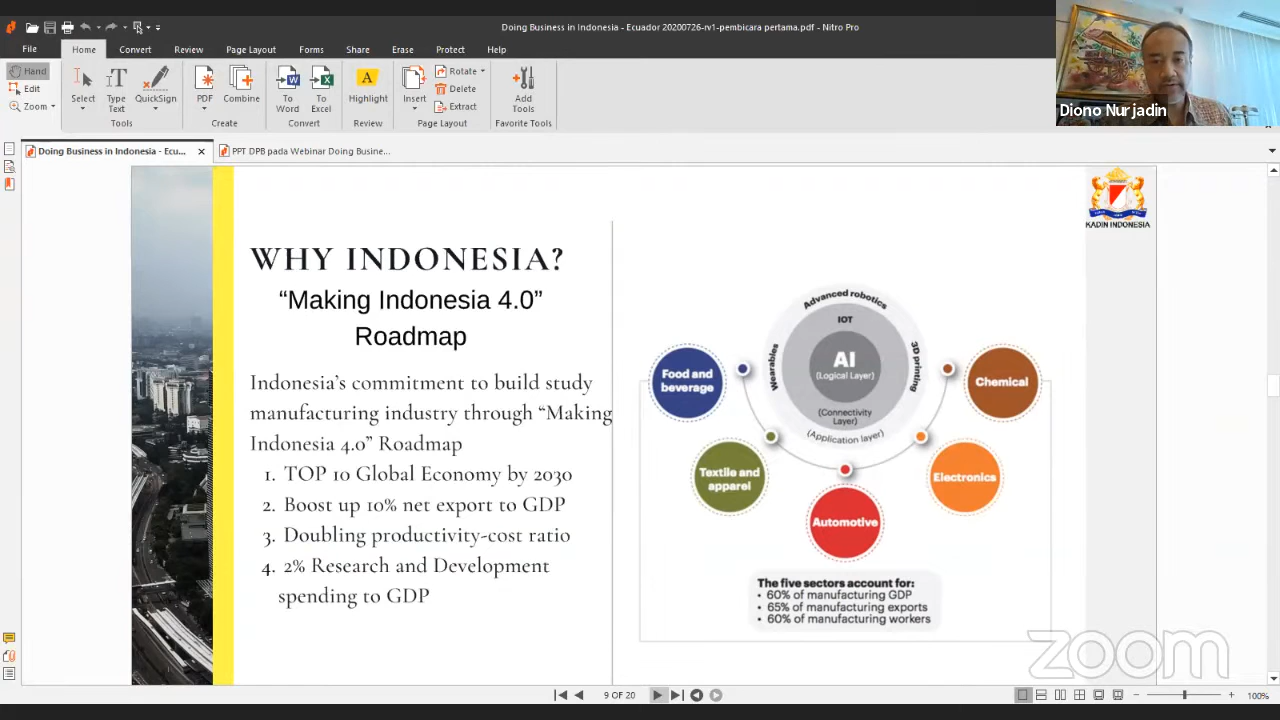 Doing Business in Indonesia - Ecuador 20200726-rv1-pembicara pertama.pdf - Nitro Pro
File Home Convert Review Page Layout Forms Share Erase Protect Help
Hand
Edit
Zoom
Select
Type
Text
QuickSign
Tools
PDF
Combine
Create
To
Word
To
Excel
Convert
Highlight
Review
Insert
Rotate
Delete
Extract
Page Layout
Add
Tools
Favorite Tools
Diono Nurjadin
Doing Business in Indonesia - Ecu...
PPT DPB pada Webinar Doing Busine...
KADIN INDONESIA
WHY INDONESIA?
“Making Indonesia 4.0”
Roadmap
Indonesia’s commitment to build study
manufacturing industry through “Making
Indonesia 4.0” Roadmap
1. TOP 10 Global Economy by 2030
2. Boost up 10% net export to GDP
3. Doubling productivity-cost ratio
4. 2% Research and Development
spending to GDP
Advanced robotics
IOT
Wearables
3D printing
AI
(Logical Layer)
(Connectivity
Layer)
(Application layer)
Food and
beverage
Textile and
apparel
Automotive
Electronics
Chemical
The five sectors account for:
• 60% of manufacturing GDP
• 65% of manufacturing exports
• 60% of manufacturing workers
zoom
9 OF 20
100%